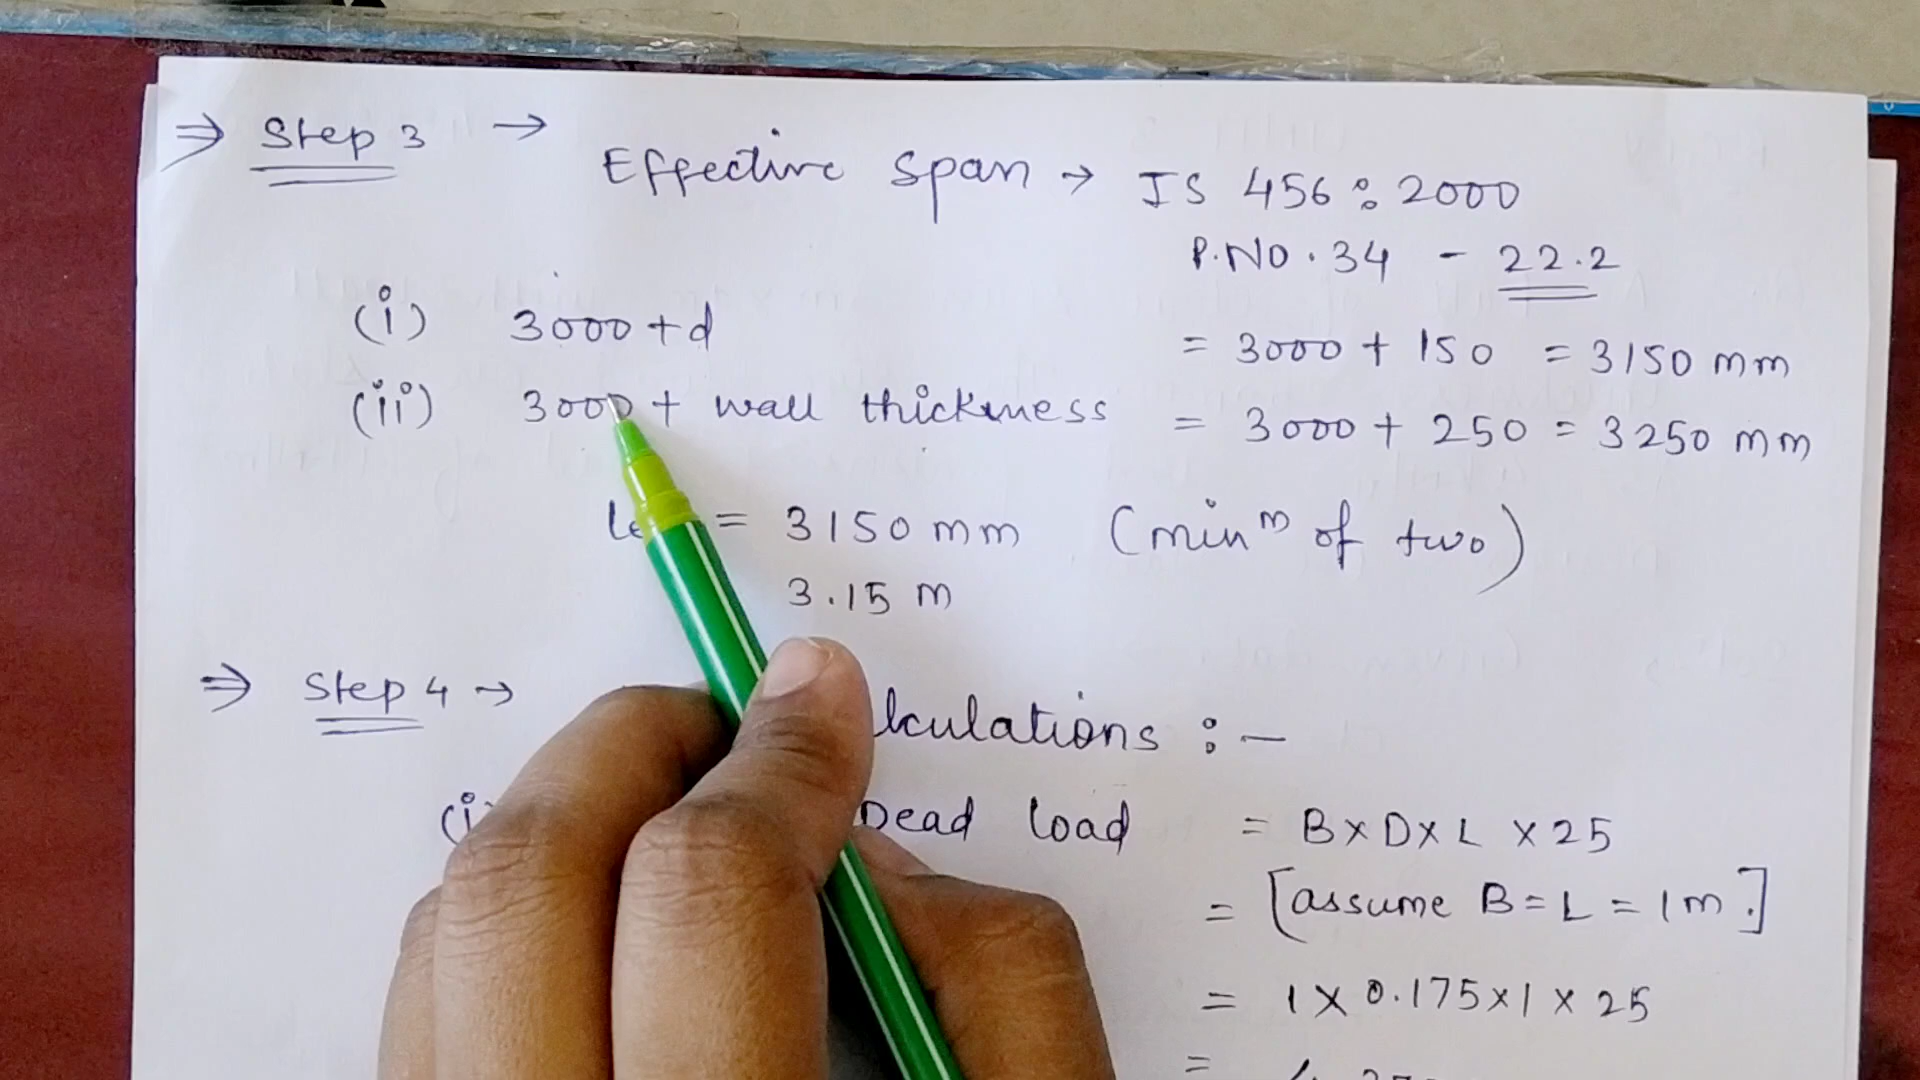 ⇒ Step 3 → Effective span → IS 456 : 2000
P.NO. 34 - 22.2
(i) 3000 + d = 3000 + 150 = 3150 mm
(ii) 3000 + wall thickness = 3000 + 250 = 3250 mm
= 3150 mm (minᵐ of two)
3.15 m
⇒ Step 4 → lculations :-
(i) Dead load = B x D x L x 25
= [assume B = L = 1 m.]
= 1 x 0.175 x 1 x 25
=